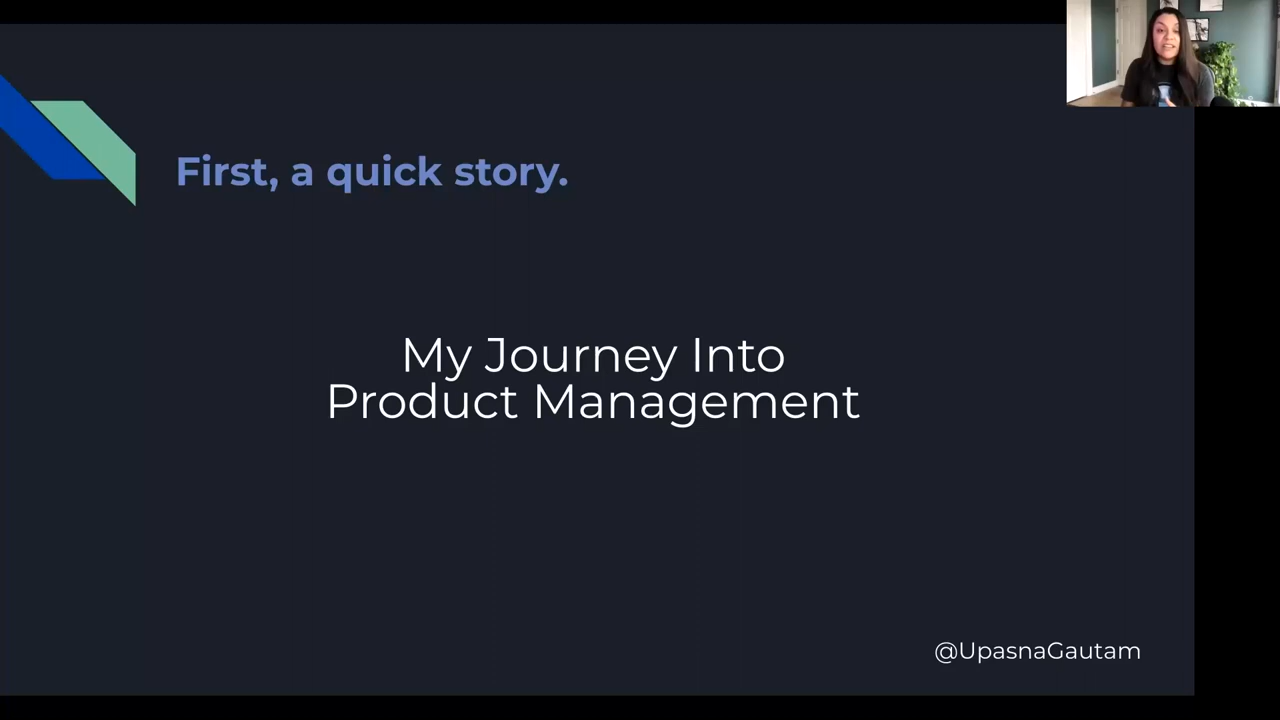 First, a quick story.
My Journey Into
Product Management
@UpasnaGautam